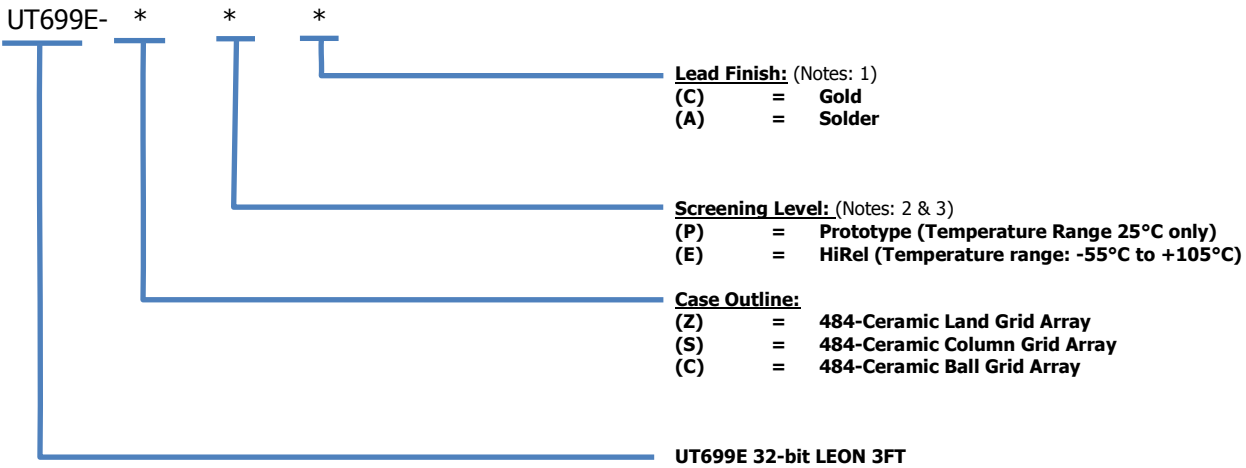 UT699E- * * *
Lead Finish: (Notes: 1)
(C) = Gold
(A) = Solder
Screening Level: (Notes: 2 & 3)
(P) = Prototype (Temperature Range 25°C only)
(E) = HiRel (Temperature range: -55°C to +105°C)
Case Outline:
(Z) = 484-Ceramic Land Grid Array
(S) = 484-Ceramic Column Grid Array
(C) = 484-Ceramic Ball Grid Array
UT699E 32-bit LEON 3FT